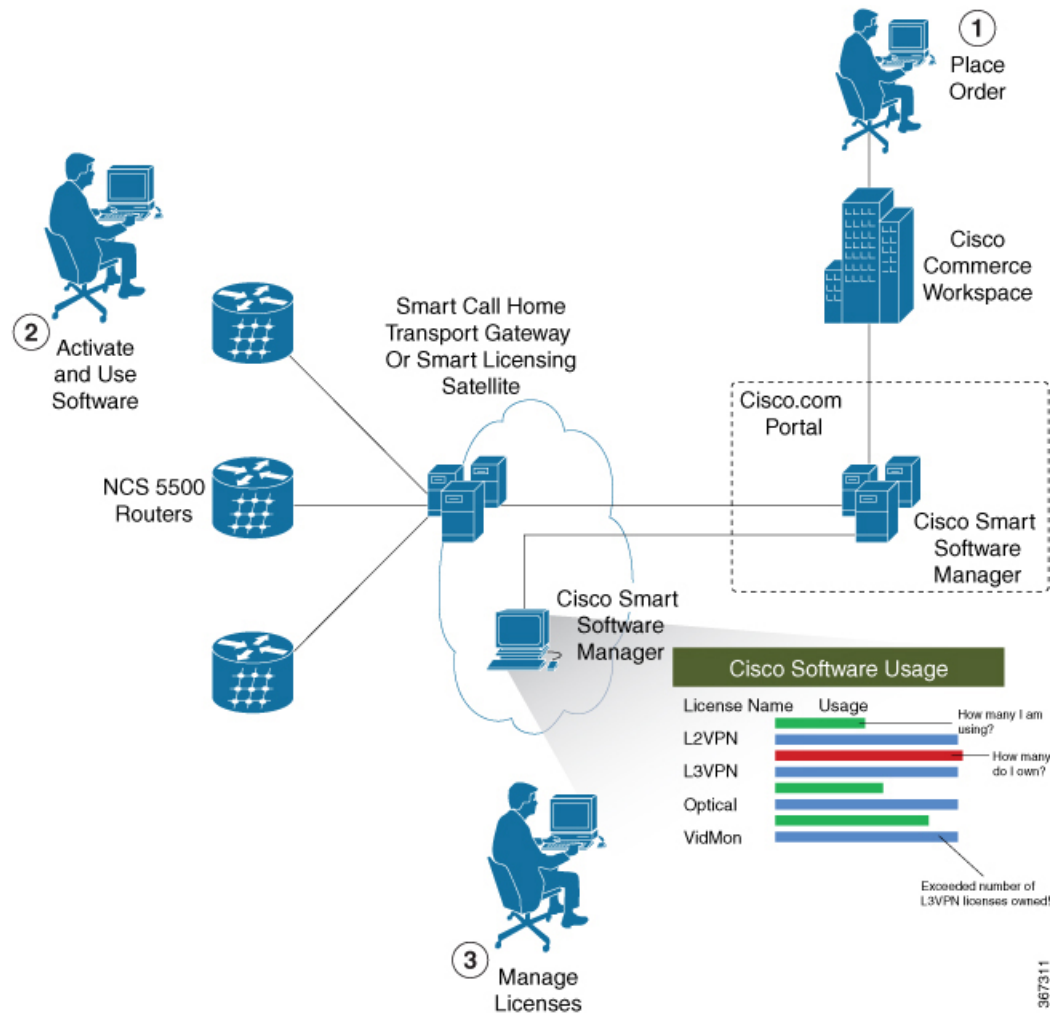 1
Place
Order
Cisco
Commerce
Workspace
2
Activate
and Use
Software
Smart Call Home
Transport Gateway
Or Smart Licensing
Satellite
Cisco.com
Portal
NCS 5500
Routers
Cisco Smart
Software
Manager
Cisco Smart
Software
Manager
Cisco Software Usage
License Name Usage
How many I am
using?
L2VPN
How many
do I own?
L3VPN
Optical
VidMon
Exceeded number of
L3VPN licenses owned!
3
Manage
Licenses
367311